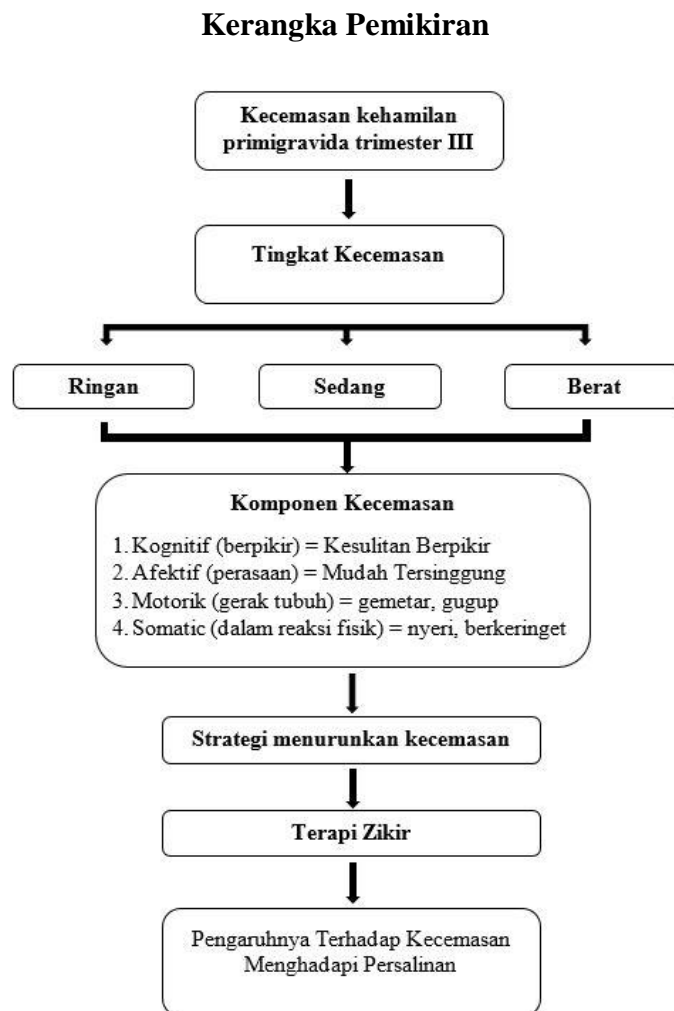 Kerangka Pemikiran
Kecemasan kehamilan
primigravida trimester III
Tingkat Kecemasan
Ringan
Sedang
Berat
Komponen Kecemasan
1. Kognitif (berpikir) = Kesulitan Berpikir
2. Afektif (perasaan) = Mudah Tersinggung
3. Motorik (gerak tubuh) = gemetar, gugup
4. Somatic (dalam reaksi fisik) = nyeri, berkeringet
Strategi menurunkan kecemasan
Terapi Zikir
Pengaruhnya Terhadap Kecemasan
Menghadapi Persalinan